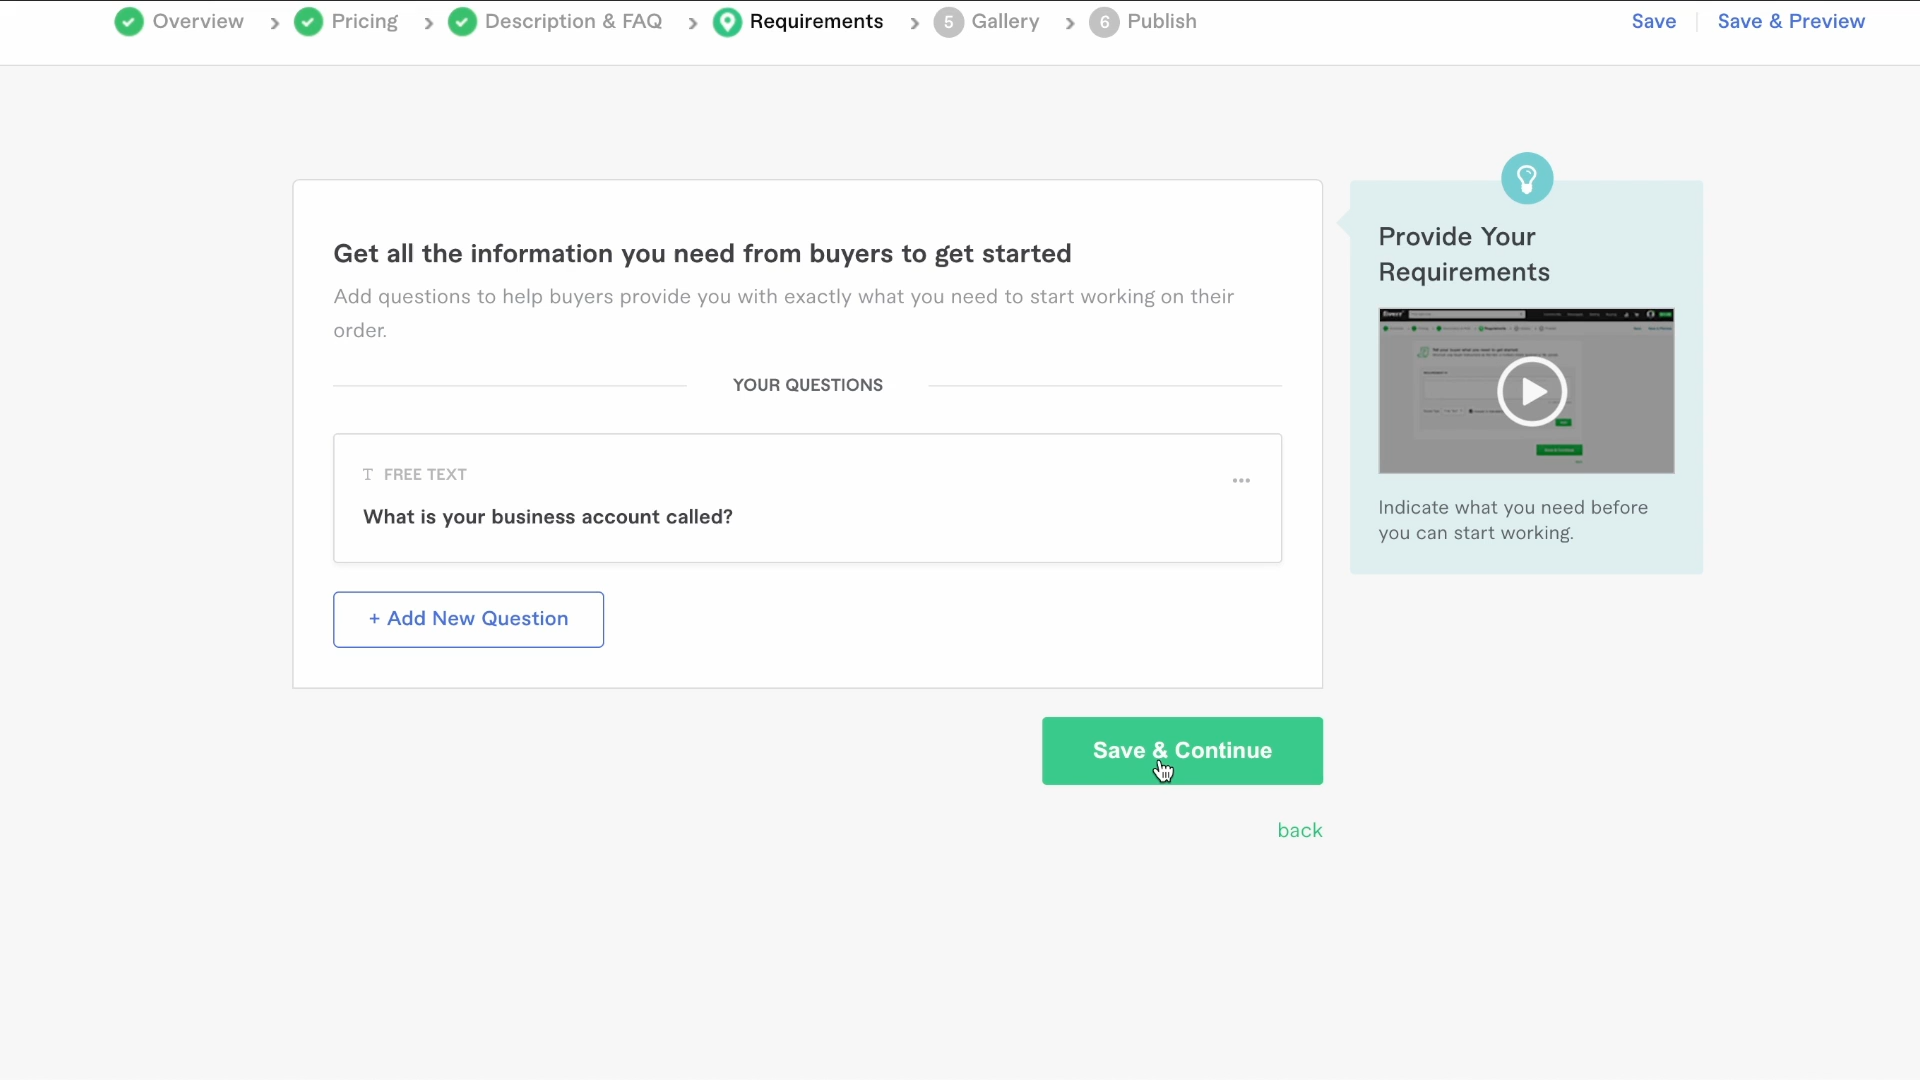 Overview > Pricing > Description & FAQ > Requirements > 5 Gallery > 6 Publish Save Save & Preview
Get all the information you need from buyers to get started
Add questions to help buyers provide you with exactly what you need to start working on their
order.
YOUR QUESTIONS
T FREE TEXT
...
What is your business account called?
+ Add New Question
Save & Continue
back
Provide Your
Requirements
Indicate what you need before
you can start working.